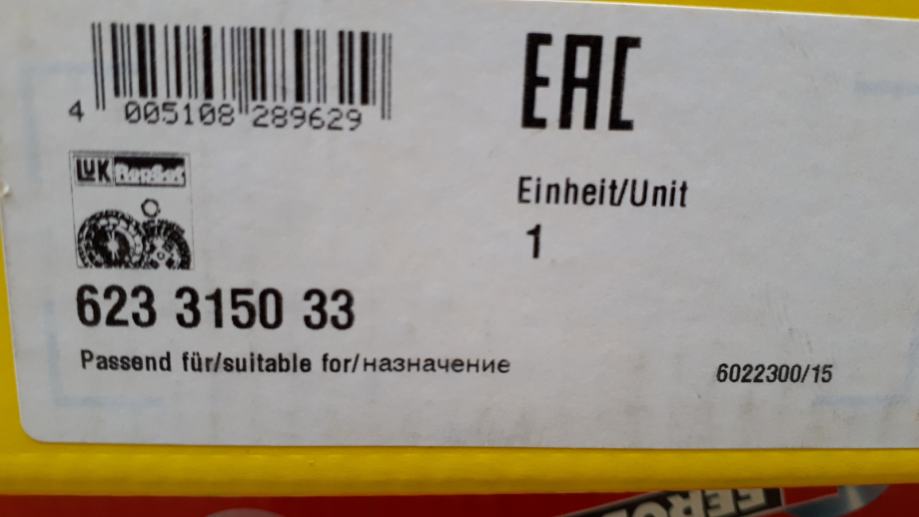 EAC
4 005108 289629
LuK RepSet
Einheit/Unit
1
623 3150 33
Passend für/suitable for/назначение
6022300/15